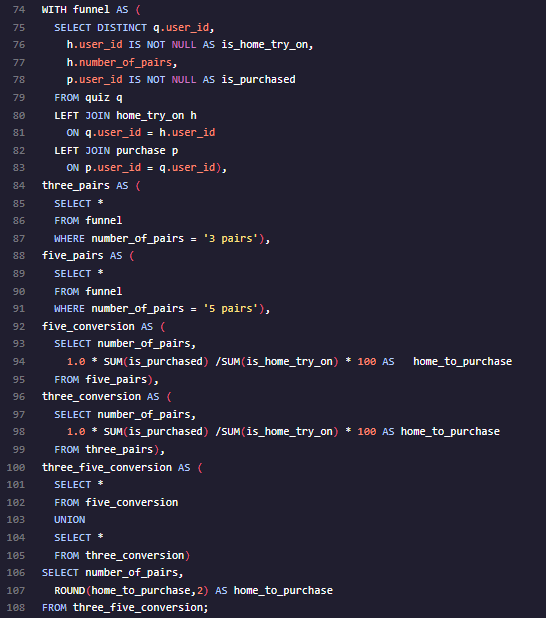 74 WITH funnel AS (
75 SELECT DISTINCT q.user_id,
76 h.user_id IS NOT NULL AS is_home_try_on,
77 h.number_of_pairs,
78 p.user_id IS NOT NULL AS is_purchased
79 FROM quiz q
80 LEFT JOIN home_try_on h
81 ON q.user_id = h.user_id
82 LEFT JOIN purchase p
83 ON p.user_id = q.user_id),
84 three_pairs AS (
85 SELECT *
86 FROM funnel
87 WHERE number_of_pairs = '3 pairs'),
88 five_pairs AS (
89 SELECT *
90 FROM funnel
91 WHERE number_of_pairs = '5 pairs'),
92 five_conversion AS (
93 SELECT number_of_pairs,
94 1.0 * SUM(is_purchased) /SUM(is_home_try_on) * 100 AS home_to_purchase
95 FROM five_pairs),
96 three_conversion AS (
97 SELECT number_of_pairs,
98 1.0 * SUM(is_purchased) /SUM(is_home_try_on) * 100 AS home_to_purchase
99 FROM three_pairs),
100 three_five_conversion AS (
101 SELECT *
102 FROM five_conversion
103 UNION
104 SELECT *
105 FROM three_conversion)
106 SELECT number_of_pairs,
107 ROUND(home_to_purchase,2) AS home_to_purchase
108 FROM three_five_conversion;